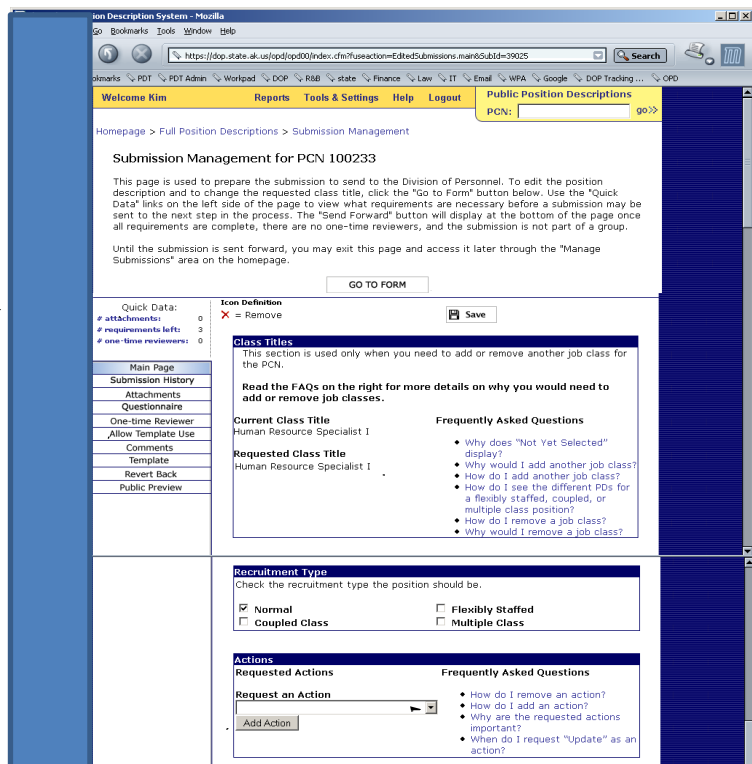 ion Description System - Mozilla
Go Bookmarks Tools Window Help
https://dop.state.ak.us/opd/opd00/index.cfm?fuseaction=EditedSubmissions.main&SubId=39025
Search
okmarks PDT PDT Admin Workpad DOP R&B state Finance Law IT Email WPA Google DOP Tracking ... OPD
Welcome Kim Reports Tools & Settings Help Logout
Public Position Descriptions
PCN: go>>
Homepage > Full Position Descriptions > Submission Management
Submission Management for PCN 100233
This page is used to prepare the submission to send to the Division of Personnel. To edit the position
description and to change the requested class title, click the "Go to Form" button below. Use the "Quick
Data" links on the left side of the page to view what requirements are necessary before a submission may be
sent to the next step in the process. The "Send Forward" button will display at the bottom of the page once
all requirements are complete, there are no one-time reviewers, and the submission is not part of a group.
Until the submission is sent forward, you may exit this page and access it later through the "Manage
Submissions" area on the homepage.
GO TO FORM
Quick Data:
# attachments: 0
# requirements left: 3
# one-time reviewers: 0
Main Page
Submission History
Attachments
Questionnaire
One-time Reviewer
Allow Template Use
Comments
Template
Revert Back
Public Preview
Icon Definition
X = Remove
Save
Class Titles
This section is used only when you need to add or remove another job class for
the PCN.
Read the FAQs on the right for more details on why you would need to
add or remove job classes.
Current Class Title
Human Resource Specialist I
Requested Class Title
Human Resource Specialist I
Frequently Asked Questions
Why does "Not Yet Selected"
display?
Why would I add another job class?
How do I add another job class?
How do I see the different PDs for
a flexibly staffed, coupled, or
multiple class position?
How do I remove a job class?
Why would I remove a job class?
Recruitment Type
Check the recruitment type the position should be.
Normal Flexibly Staffed
Coupled Class Multiple Class
Actions
Requested Actions
Request an Action
Add Action
Frequently Asked Questions
How do I remove an action?
How do I add an action?
Why are the requested actions
important?
When do I request "Update" as an
action?